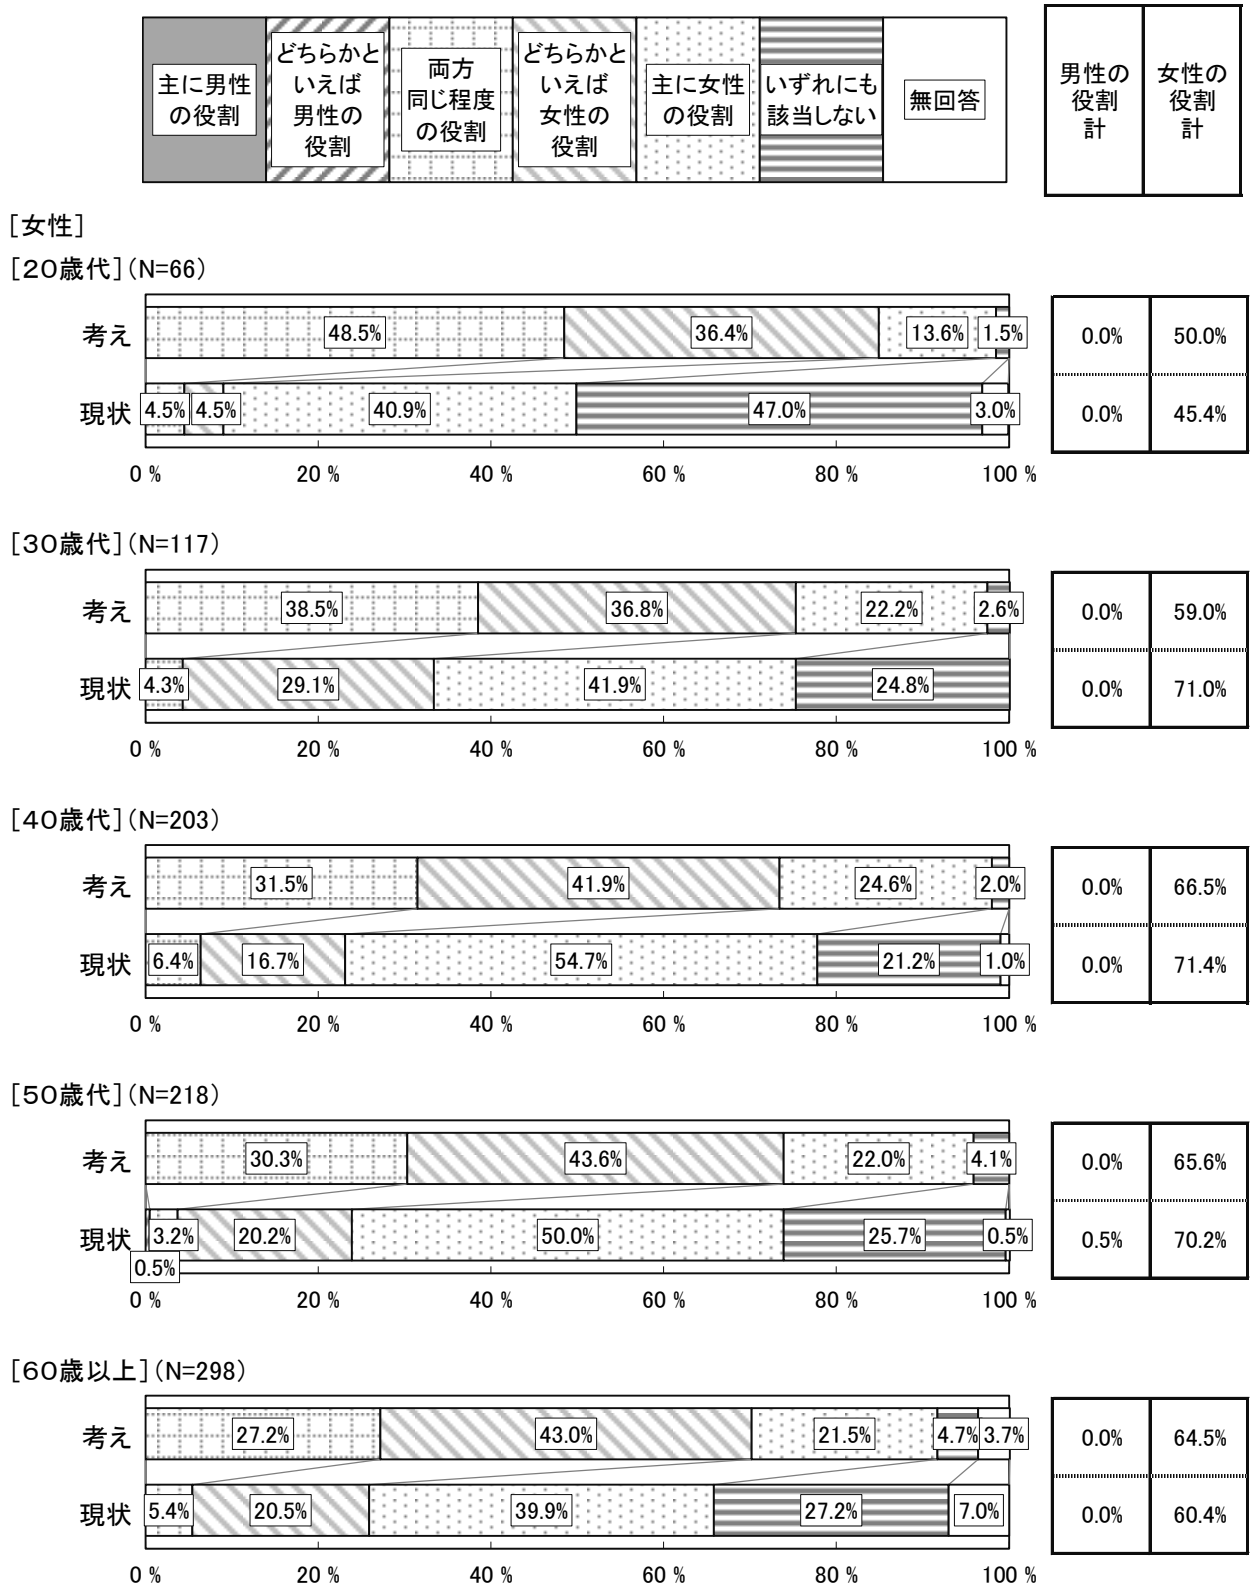 主に男性
の役割
どちらかと
いえば
男性の
役割
両方
同じ程度
の役割
どちらかと
いえば
女性の
役割
主に女性
の役割
いずれにも
該当しない
無回答
男性の
役割
計
女性の
役割
計
[女性]
[20歳代](N=66)
考え 48.5% 36.4% 13.6% 1.5% 0.0% 50.0%
現状 4.5% 4.5% 40.9% 47.0% 3.0% 0.0% 45.4%
0 % 20 % 40 % 60 % 80 % 100 %
[30歳代](N=117)
考え 38.5% 36.8% 22.2% 2.6% 0.0% 59.0%
現状 4.3% 29.1% 41.9% 24.8% 0.0% 71.0%
0 % 20 % 40 % 60 % 80 % 100 %
[40歳代](N=203)
考え 31.5% 41.9% 24.6% 2.0% 0.0% 66.5%
現状 6.4% 16.7% 54.7% 21.2% 1.0% 0.0% 71.4%
0 % 20 % 40 % 60 % 80 % 100 %
[50歳代](N=218)
考え 30.3% 43.6% 22.0% 4.1% 0.0% 65.6%
現状 3.2% 20.2% 50.0% 25.7% 0.5% 0.5% 70.2%
0.5%
0 % 20 % 40 % 60 % 80 % 100 %
[60歳以上](N=298)
考え 27.2% 43.0% 21.5% 4.7% 3.7% 0.0% 64.5%
現状 5.4% 20.5% 39.9% 27.2% 7.0% 0.0% 60.4%
0 % 20 % 40 % 60 % 80 % 100 %